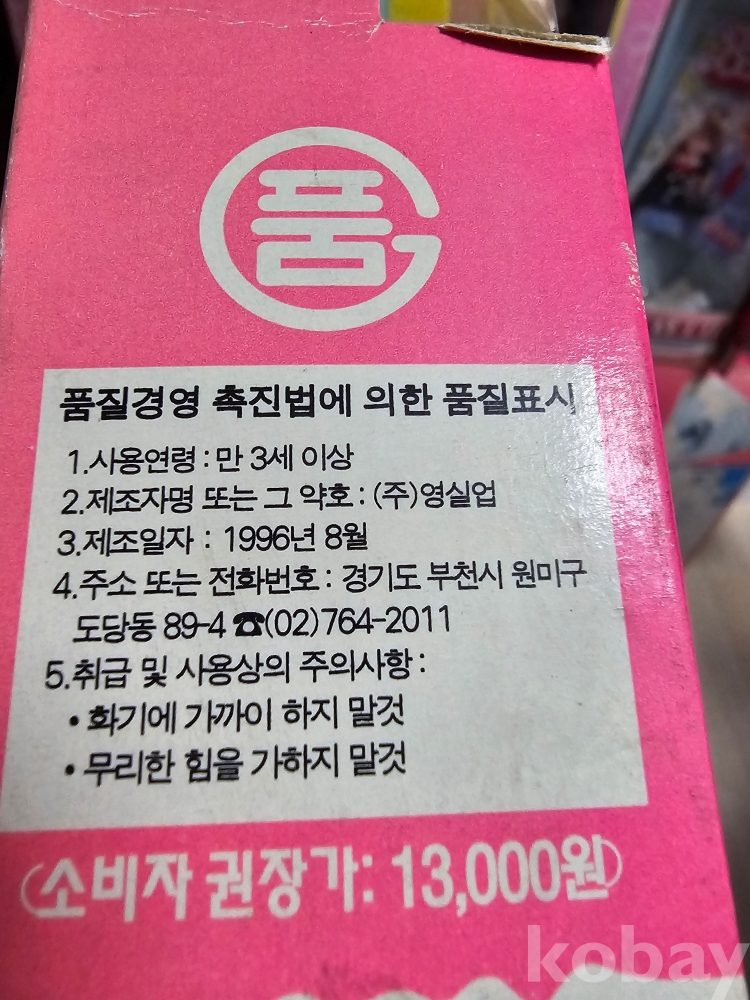 품
품질경영 촉진법에 의한 품질표시
1.사용연령 : 만 3세 이상
2.제조자명 또는 그 약호 : (주)영실업
3.제조일자 : 1996년 8월
4.주소 또는 전화번호 : 경기도 부천시 원미구
도당동 89-4 ☎(02)764-2011
5.취급 및 사용상의 주의사항 :
• 화기에 가까이 하지 말것
• 무리한 힘을 가하지 말것
(소비자 권장가: 13,000원)
kobay